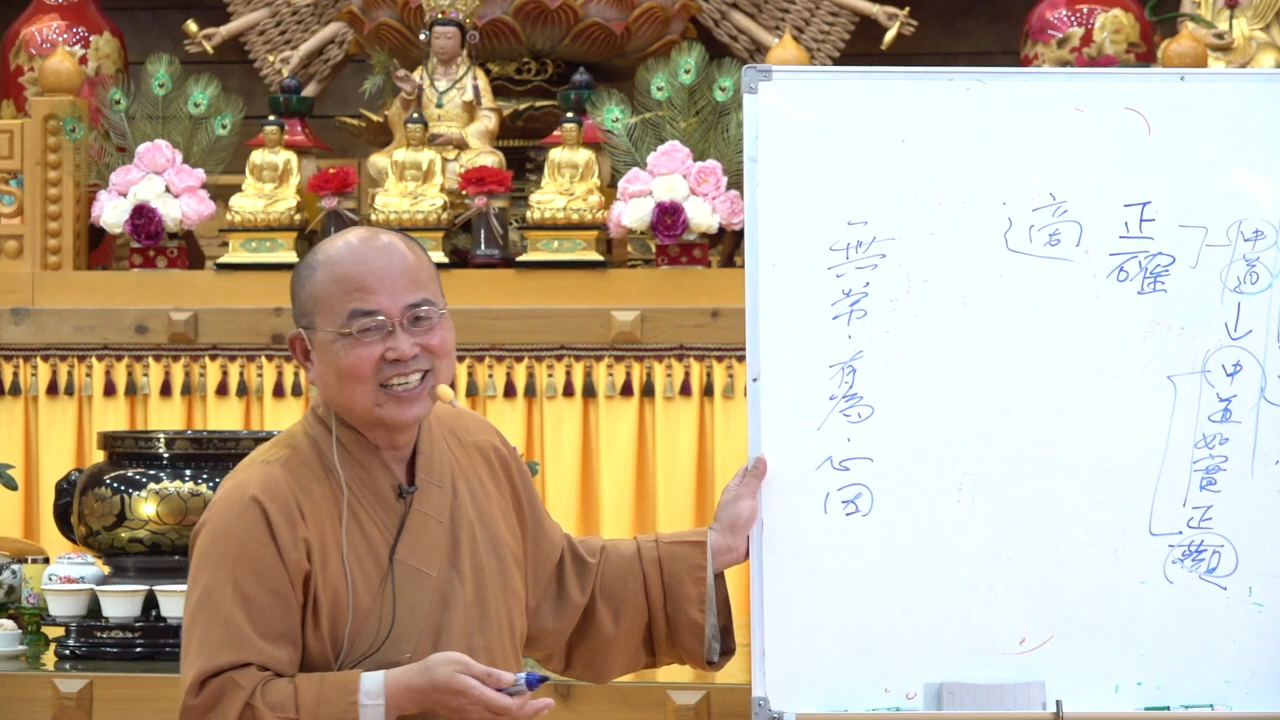 中道
中道如實正觀
正確
適
無常．有為．心因